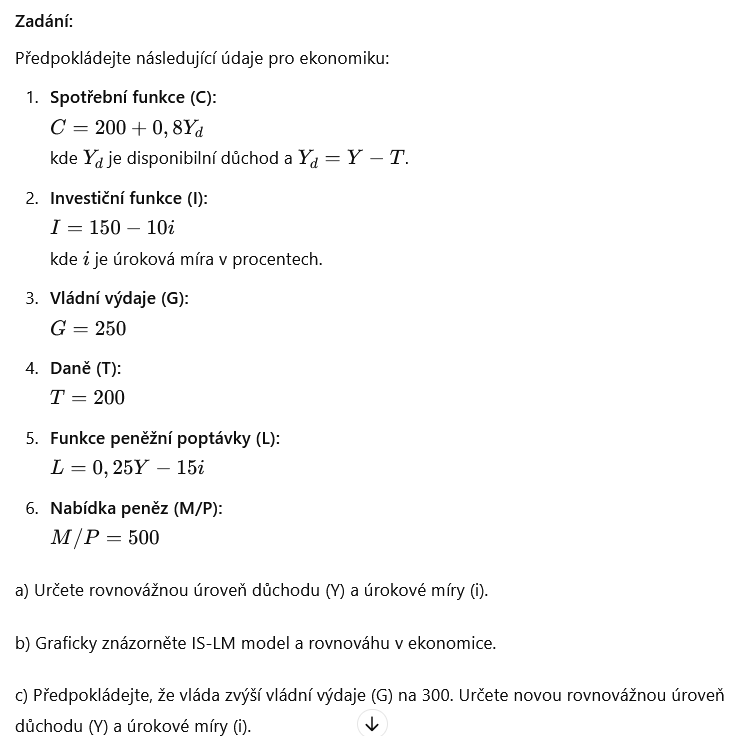 Zadání:
Předpokládejte následující údaje pro ekonomiku:
1. Spotřební funkce (C):
C = 200 + 0,8Y_d
kde Y_d je disponibilní důchod a Y_d = Y − T.
2. Investiční funkce (I):
I = 150 − 10i
kde i je úroková míra v procentech.
3. Vládní výdaje (G):
G = 250
4. Daně (T):
T = 200
5. Funkce peněžní poptávky (L):
L = 0,25Y − 15i
6. Nabídka peněz (M/P):
M/P = 500
a) Určete rovnovážnou úroveň důchodu (Y) a úrokové míry (i).
b) Graficky znázorněte IS-LM model a rovnováhu v ekonomice.
c) Předpokládejte, že vláda zvýší vládní výdaje (G) na 300. Určete novou rovnovážnou úroveň
důchodu (Y) a úrokové míry (i).